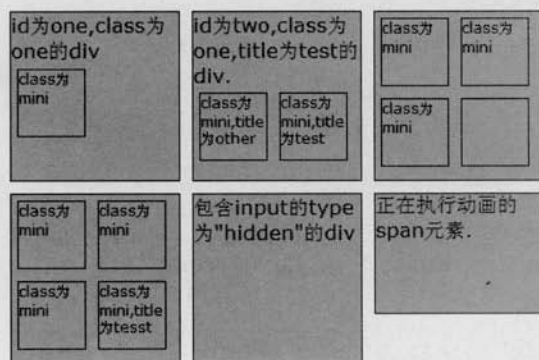 id为one,class为
one的div
class为
mini
id为two,class为
one,title为test的
div.
class为
mini,title
为other
class为
mini,title
为test
class为
mini
class为
mini
class为
mini
class为
mini
class为
mini
class为
mini
class为
mini,title
为tesst
包含input的type
为"hidden"的div
正在执行动画的
span元素.